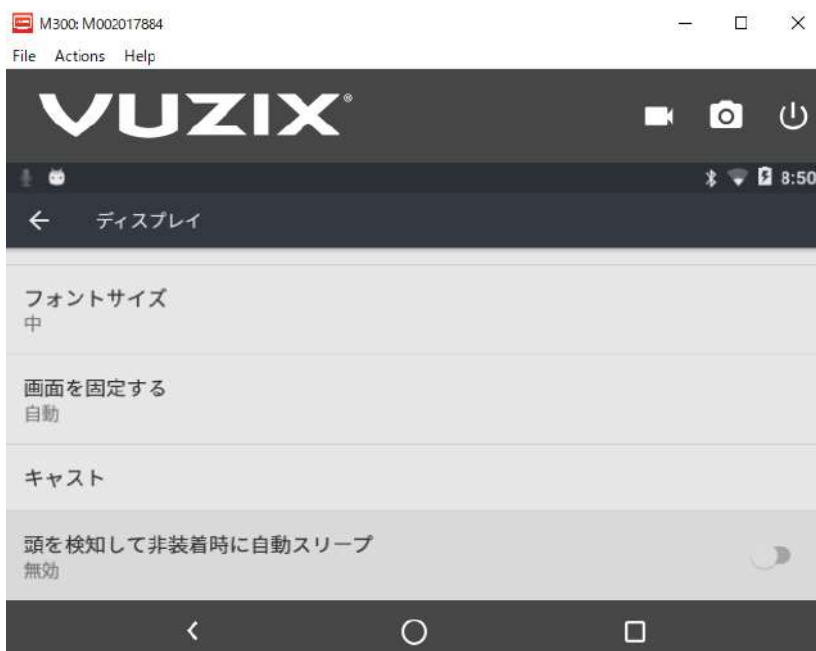 M300: M002017884
File Actions Help
VUZIX®
8:50
ディスプレイ
フォントサイズ
中
画面を固定する
自動
キャスト
頭を検知して非装着時に自動スリープ
無効